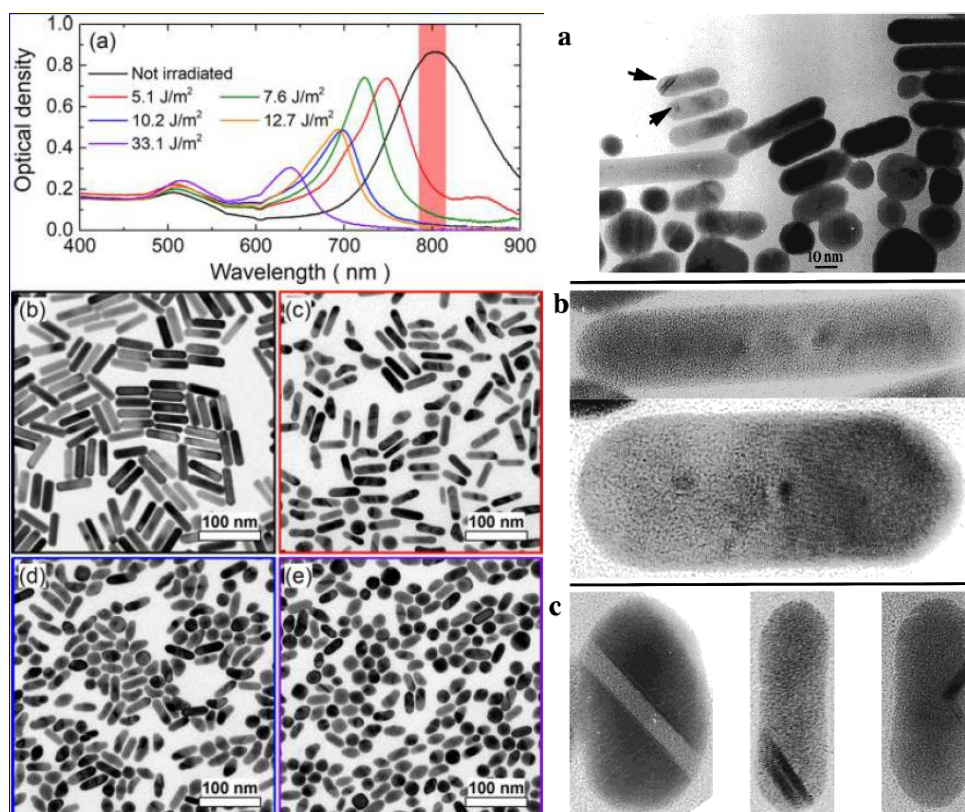 (a)
Not irradiated
5.1 J/m² 7.6 J/m²
10.2 J/m² 12.7 J/m²
33.1 J/m²
Optical density
1.0
0.8
0.6
0.4
0.2
0.0
400 500 600 700 800 900
Wavelength ( nm )
(b)
100 nm
(c)
100 nm
(d)
100 nm
(e)
100 nm
a
10 nm
b
c